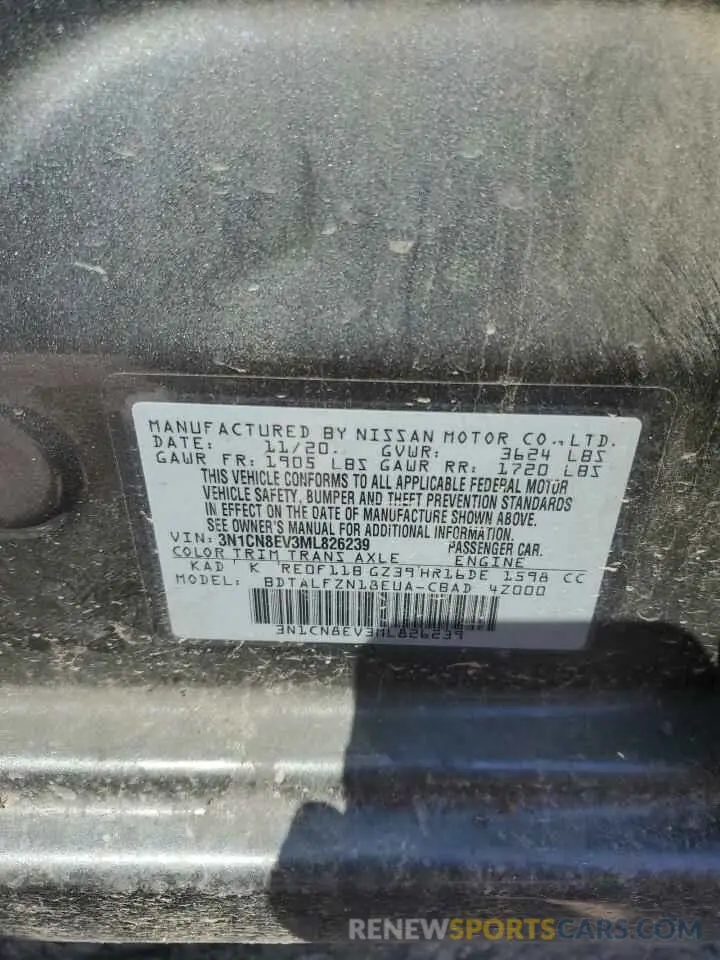 MANUFACTURED BY NISSAN MOTOR CO.,LTD.
DATE: 11/20. GVWR: 3624 LBS
GAWR FR: 1905 LBS GAWR RR: 1720 LBS
THIS VEHICLE CONFORMS TO ALL APPLICABLE FEDERAL MOTOR
VEHICLE SAFETY, BUMPER AND THEFT PREVENTION STANDARDS
IN EFFECT ON THE DATE OF MANUFACTURE SHOWN ABOVE.
SEE OWNER'S MANUAL FOR ADDITIONAL INFORMATION.
VIN: 3N1CN8EV3ML826239 PASSENGER CAR.
COLOR TRIM TRANS AXLE ENGINE
KAD K RE0F11B GZ39 HR16DE 1598 CC
MODEL: BDTALFZN18EUA-CBAD 4Z000
3N1CN8EV3ML826239
RENEWSPORTSCARS.COM